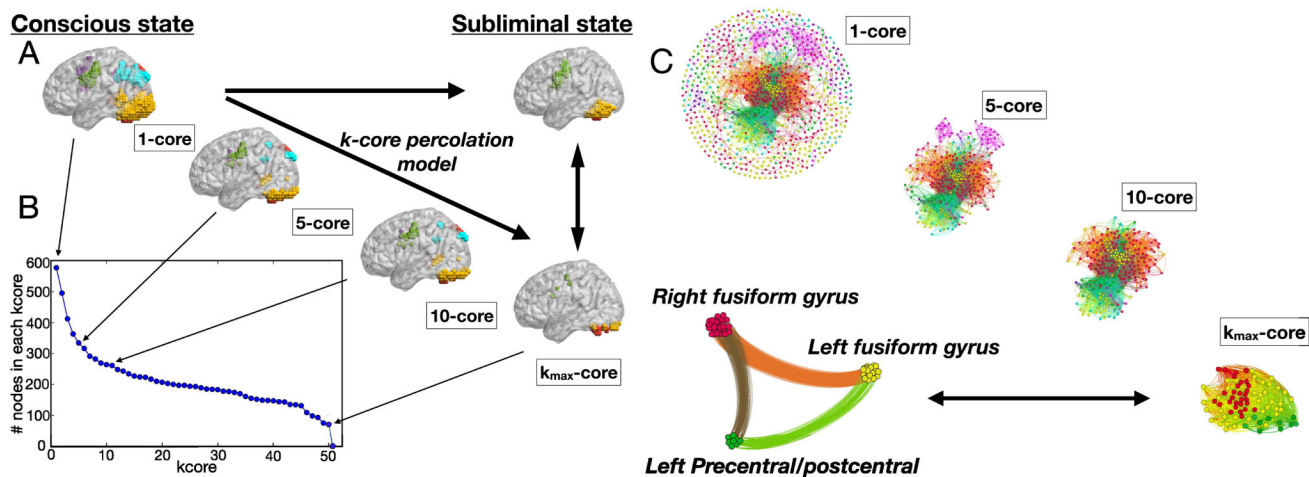 Conscious state
Subliminal state
A
1-core
k-core percolation
model
5-core
10-core
kmax-core
B
# nodes in each kcore
600
500
400
300
200
100
0
0
10
20
30
40
50
kcore
C
1-core
5-core
10-core
kmax-core
Right fusiform gyrus
Left fusiform gyrus
Left Precentral/postcentral